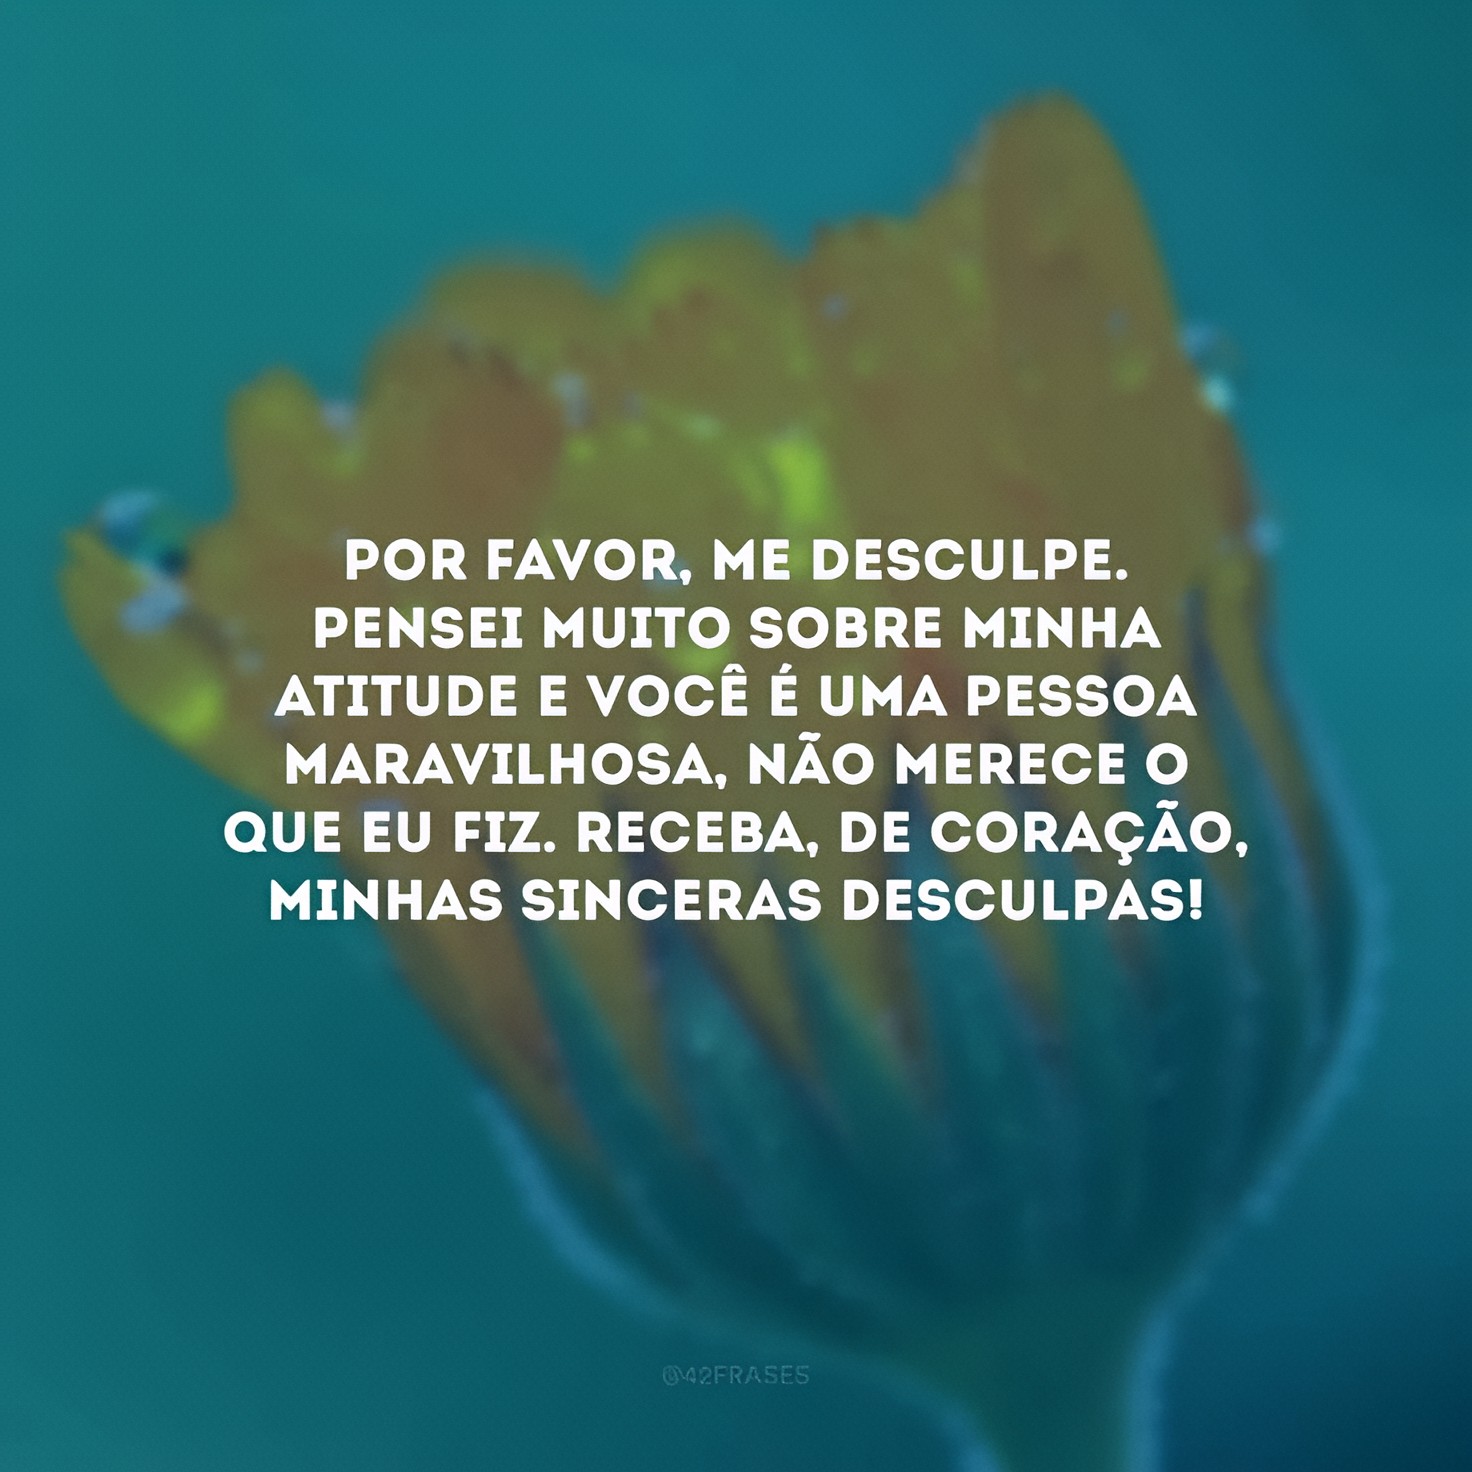 POR FAVOR, ME DESCULPE.
PENSEI MUITO SOBRE MINHA
ATITUDE E VOCÊ É UMA PESSOA
MARAVILHOSA, NÃO MERECE O
QUE EU FIZ. RECEBA, DE CORAÇÃO,
MINHAS SINCERAS DESCULPAS!
@42FRASES